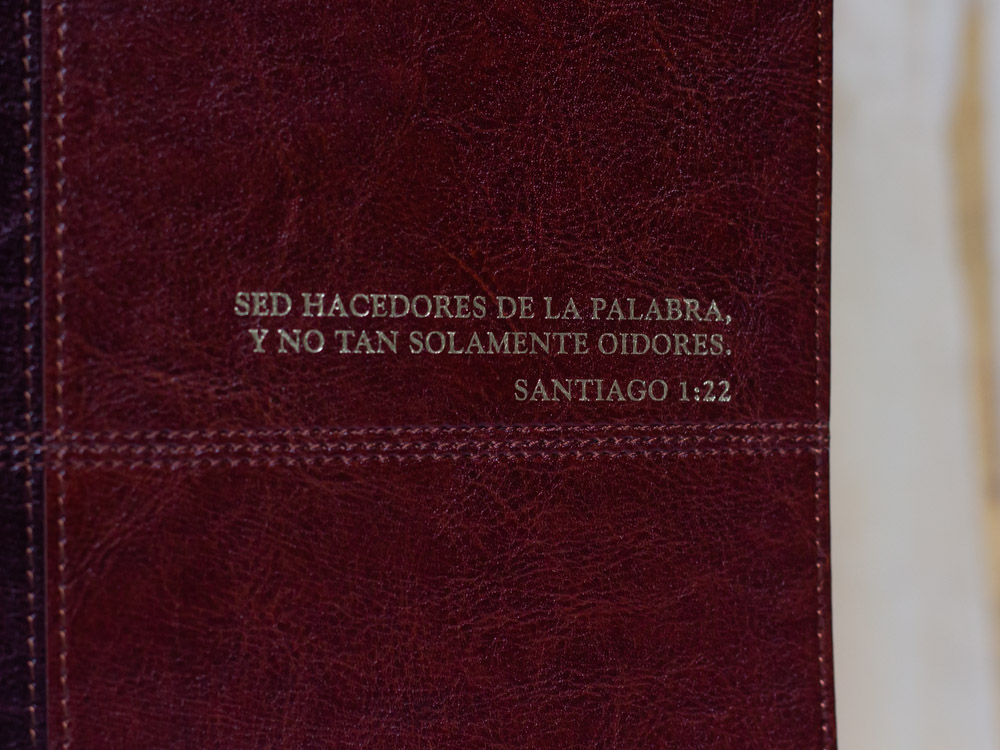 SED HACEDORES DE LA PALABRA,
Y NO TAN SOLAMENTE OIDORES.
SANTIAGO 1:22